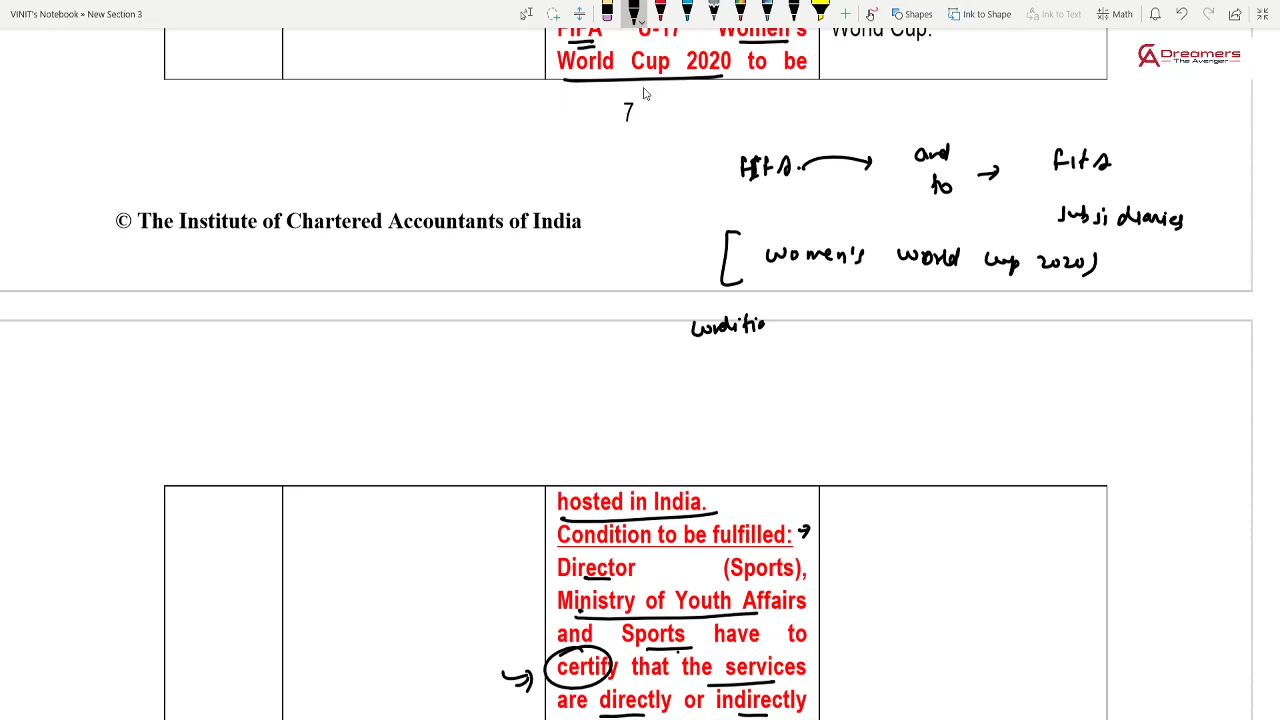 VINIT's Notebook » New Section 3
Shapes
Ink to Shape
Ink to Text
Math
FIFA U-17 Women's
World Cup 2020 to be
World Cup.
Dreamers
The Avenger
7
FIFA and to FIFA
subsidiaries
[ women's world cup 2020)
© The Institute of Chartered Accountants of India
conditio
hosted in India.
Condition to be fulfilled:
Director (Sports),
Ministry of Youth Affairs
and Sports have to
certify that the services
are directly or indirectly